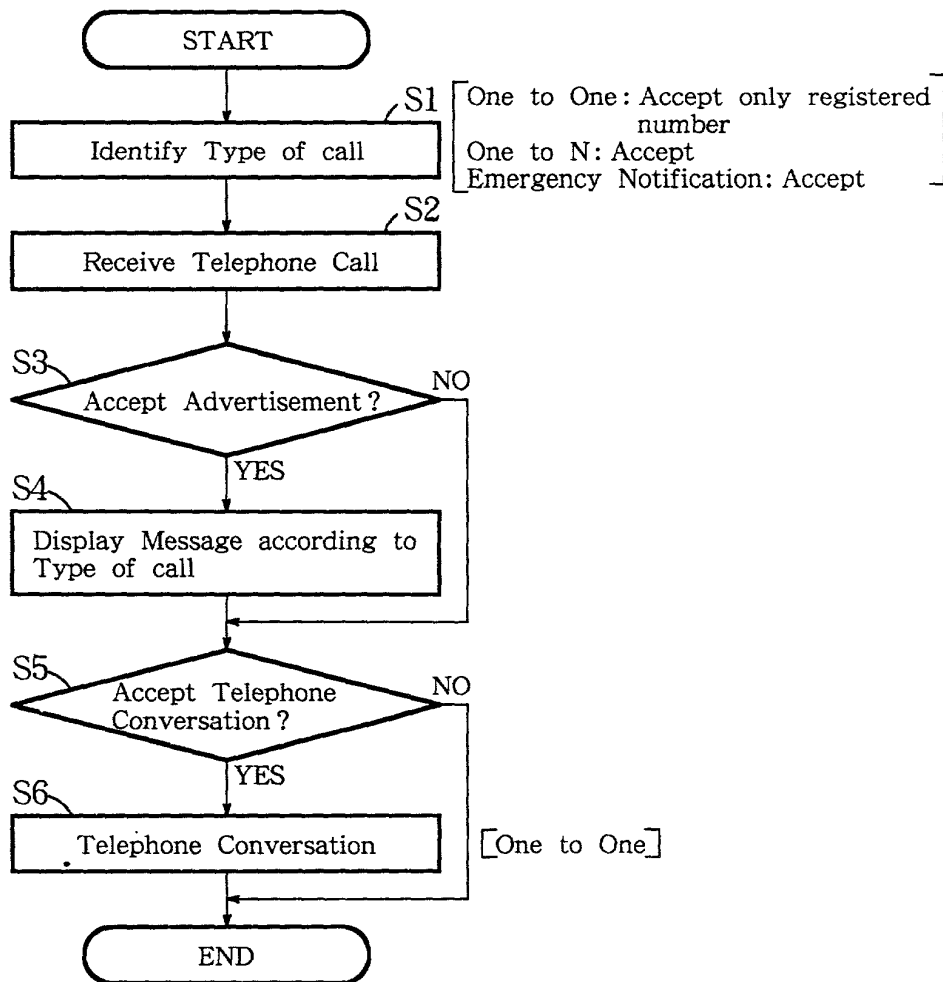 START
S1
One to One: Accept only registered
number
One to N: Accept
Emergency Notification: Accept
Identify Type of call
S2
Receive Telephone Call
S3
Accept Advertisement?
NO
YES
S4
Display Message according to
Type of call
S5
Accept Telephone
Conversation?
NO
YES
S6
Telephone Conversation
[One to One]
END